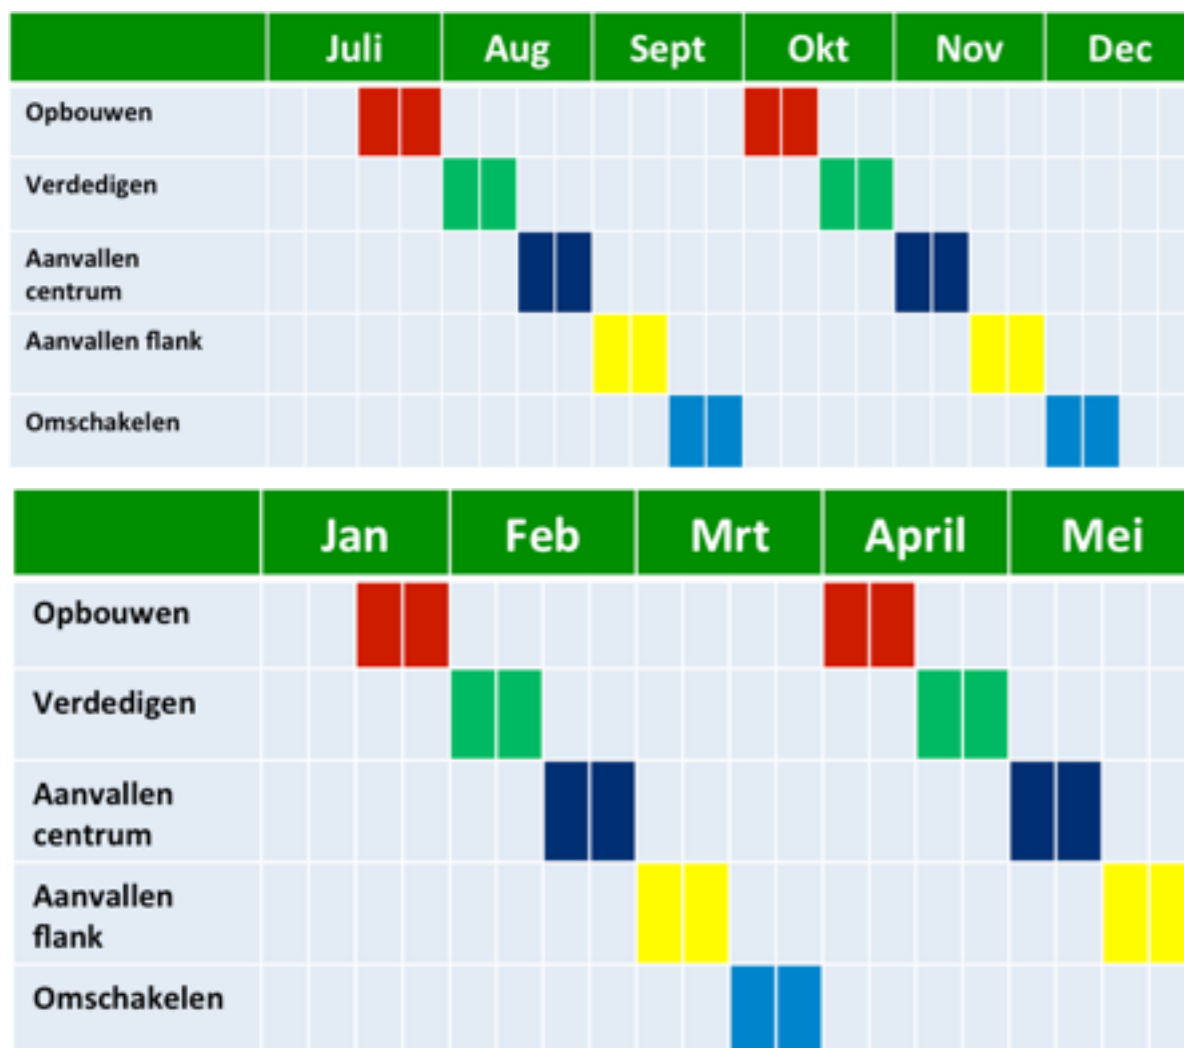 Juli Aug Sept Okt Nov Dec
Opbouwen
Verdedigen
Aanvallen
centrum
Aanvallen flank
Omschakelen
Jan Feb Mrt April Mei
Opbouwen
Verdedigen
Aanvallen
centrum
Aanvallen
flank
Omschakelen